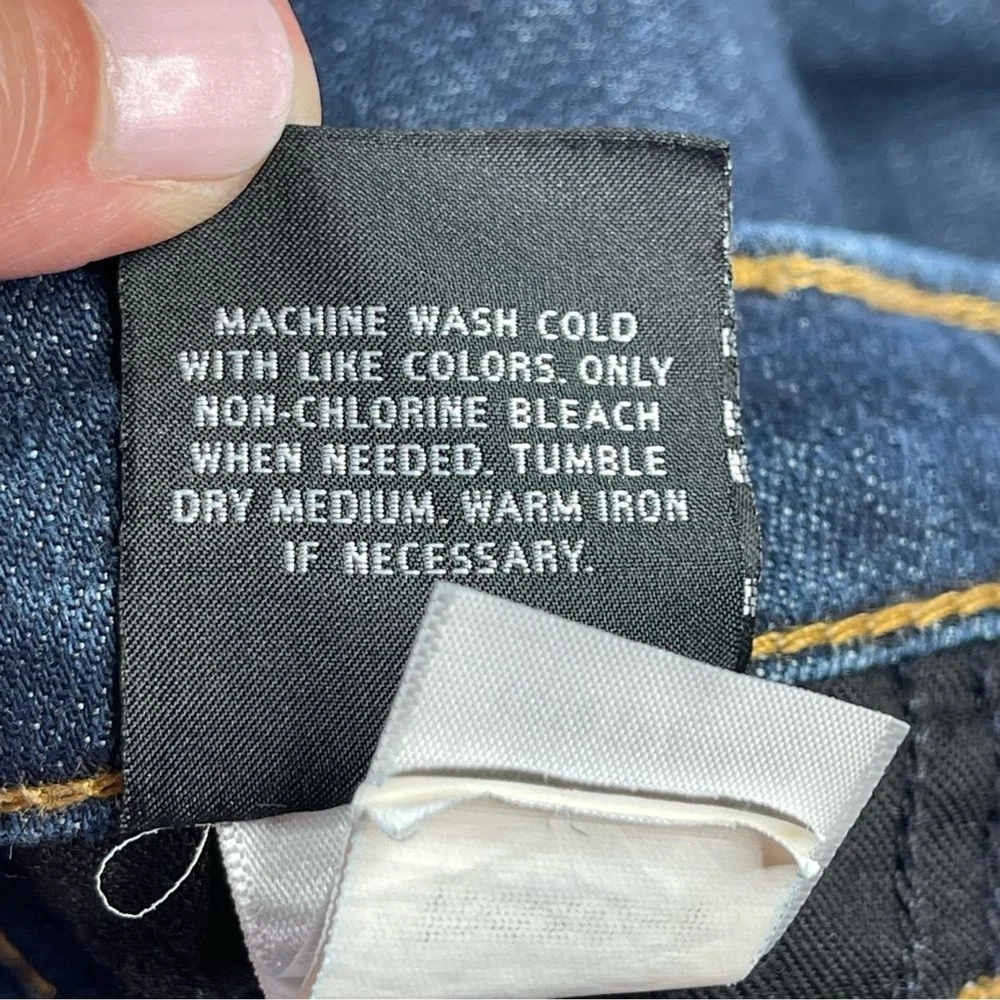 MACHINE WASH COLD
WITH LIKE COLORS. ONLY
NON-CHLORINE BLEACH
WHEN NEEDED. TUMBLE
DRY MEDIUM. WARM IRON
IF NECESSARY.